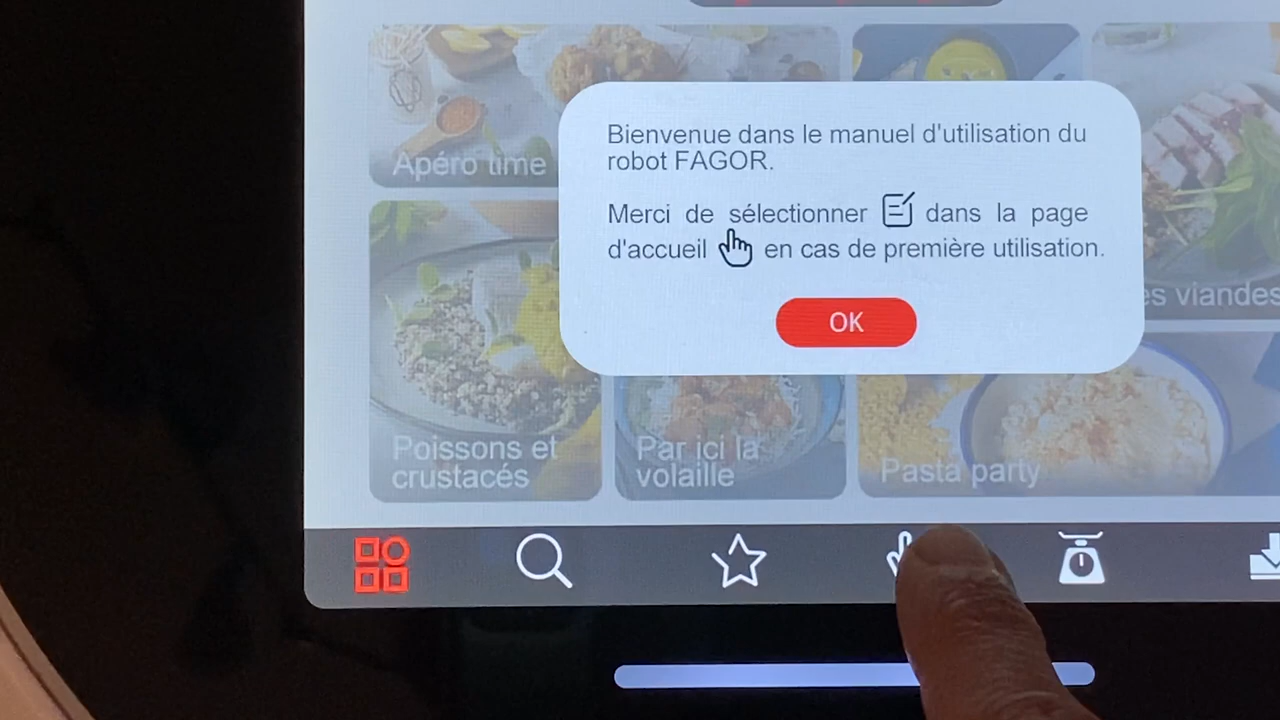 Apéro time
Bienvenue dans le manuel d'utilisation du
robot FAGOR.
Merci de sélectionner dans la page
d'accueil en cas de première utilisation.
OK
es viandes
Poissons et
crustacés
Par ici la
volaille
Pasta party